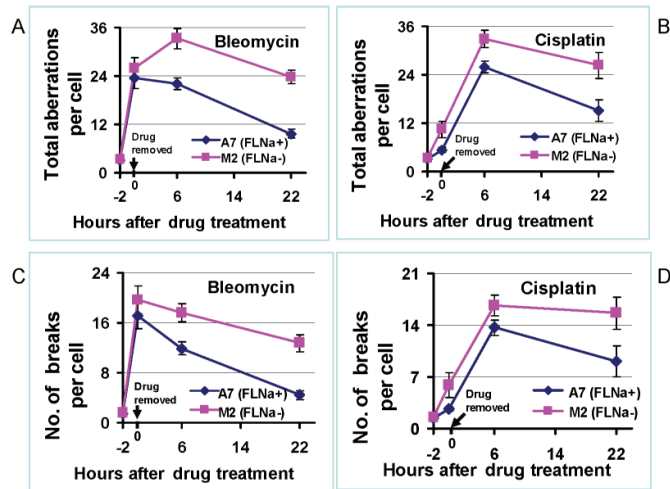 A
Bleomycin
Total aberrations
per cell
36
24
12
0
Drug
removed
A7 (FLNa+)
M2 (FLNa-)
-2 0 6 14 22
Hours after drug treatment
B
Cisplatin
Total aberrations
per cell
36
24
12
0
Drug
removed
A7 (FLNa+)
M2 (FLNa-)
-2 0 6 14 22
Hours after drug treatment
C
Bleomycin
No. of breaks
per cell
24
16
8
0
Drug
removed
A7 (FLNa+)
M2 (FLNa-)
-2 0 6 14 22
Hours after drug treatment
D
Cisplatin
No. of breaks
per cell
21
14
7
0
Drug
removed
A7 (FLNa+)
M2 (FLNa-)
-2 0 6 14 22
Hours after drug treatment